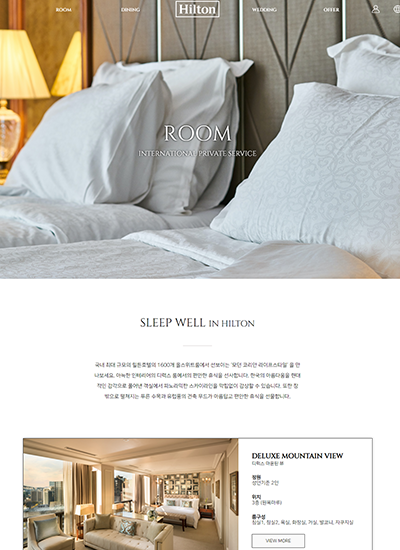 ROOM
DINING
Hilton
WEDDING
OFFER
ROOM
INTERNATIONAL PRIVATE SERVICE
SLEEP WELL IN HILTON
국내 최대 규모의 힐튼호텔의 1600개 올스위트룸에서 선보이는 '모던 코리안 라이프스타일' 을 만
나보세요. 아늑한 인테리어의 디럭스 룸에서의 편안한 휴식을 선사합니다. 한국의 아름다움을 현대
적인 감각으로 풀어낸 객실에서 파노라믹한 스카이라인을 막힘없이 감상할 수 있습니다. 또한 창
밖으로 펼쳐지는 푸른 수목과 유럽풍의 건축 무드가 아름답고 편안한 휴식을 선물합니다.
DELUXE MOUNTAIN VIEW
디럭스 마운틴 뷰
정원
성인기준 2인
위치
3층 (원목마루)
룸구성
침실1, 침실2, 욕실, 화장실, 거실, 발코니, 자쿠지실
VIEW MORE